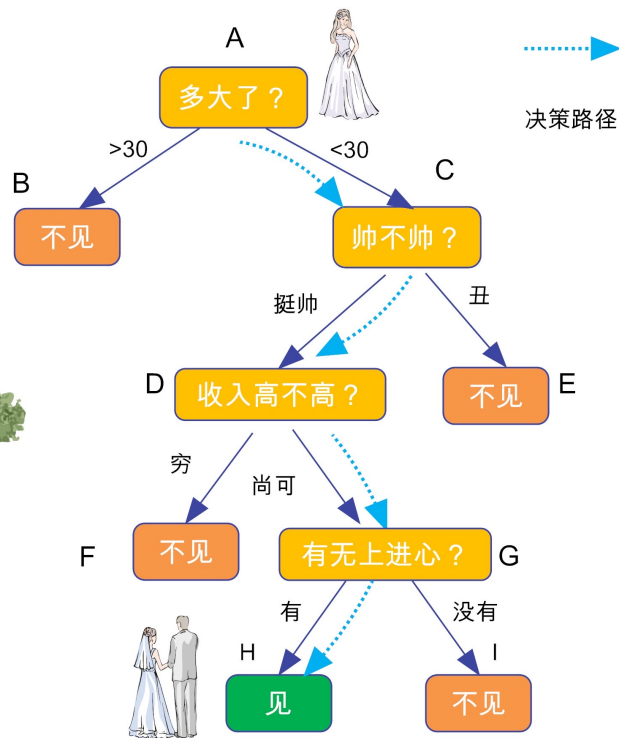 A
多大了？
决策路径
>30
<30
B
C
不见
帅不帅？
挺帅
丑
D
收入高不高？
不见
E
穷
尚可
F
不见
有无上进心？
G
有
没有
H
I
见
不见